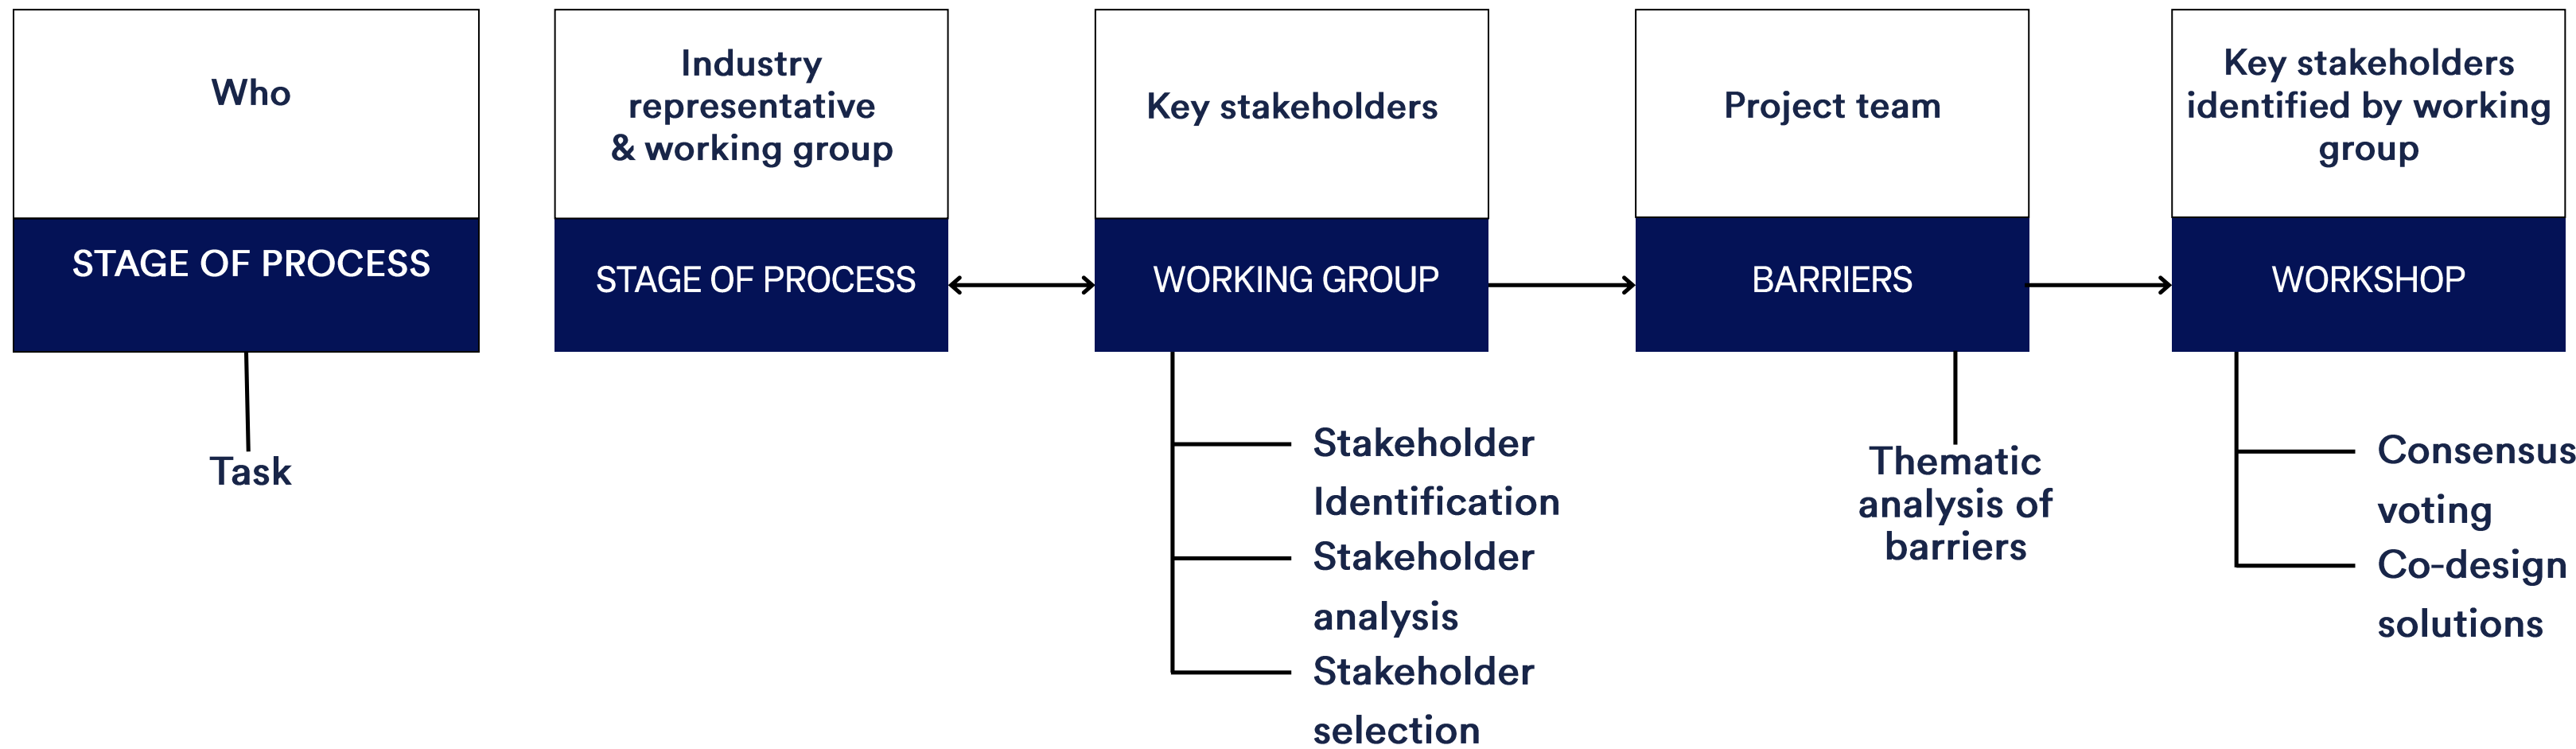 Who
STAGE OF PROCESS
Task
Industry
representative
& working group
STAGE OF PROCESS
Key stakeholders
WORKING GROUP
Stakeholder
Identification
Stakeholder
analysis
Stakeholder
selection
Project team
BARRIERS
Thematic
analysis of
barriers
Key stakeholders
identified by working
group
WORKSHOP
Consensus
voting
Co-design
solutions